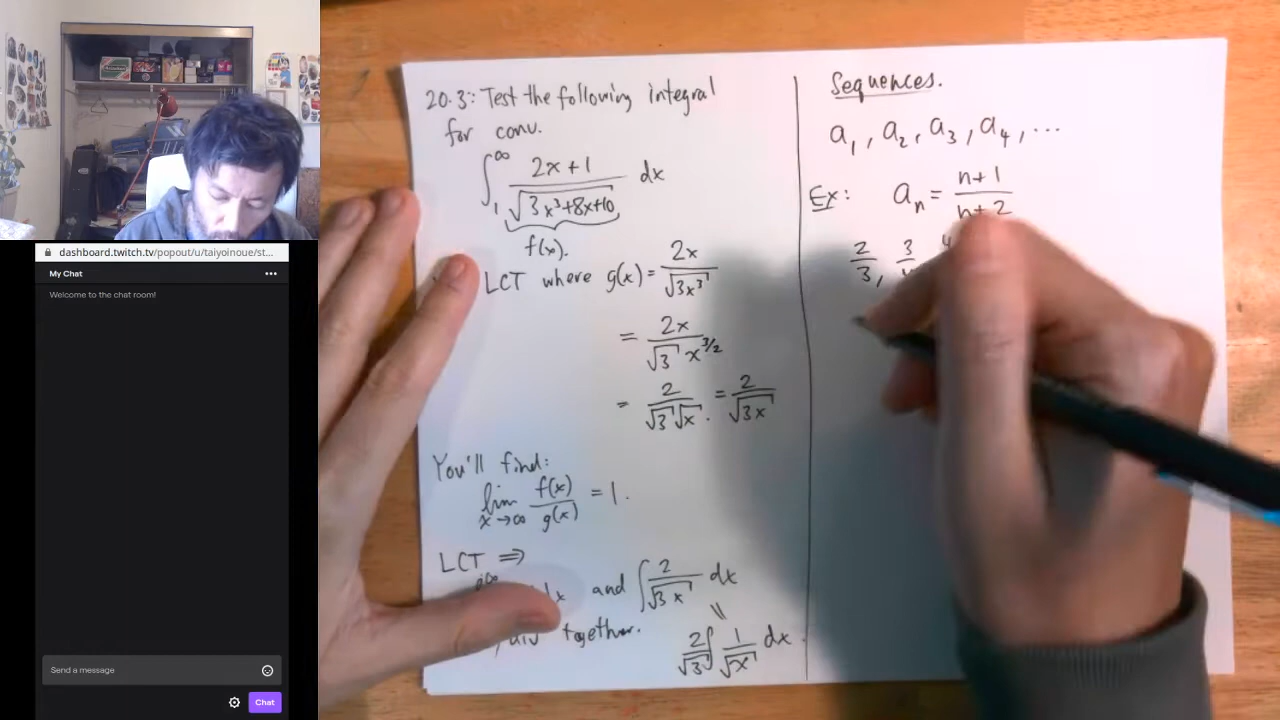 dashboard.twitch.tv/popout/u/taiyoinoue/st...
My Chat
Welcome to the chat room!
Send a message
Chat
20.3: Test the following integral
for conv.
∫₁^∞ (2x+1)/√(3x³+8x+10) dx
f(x).
LCT where g(x) = 2x/√(3x³)
= 2x/(√3 x^(3/2))
= 2/(√3 √x). = 2/√(3x)
You'll find:
lim x→∞ f(x)/g(x) = 1.
LCT ⇒
dx and ∫ 2/√(3x) dx
together.
=
2/√3 ∫ 1/√x dx.
Sequences.
a₁, a₂, a₃, a₄, ...
Ex: aₙ = (n+1)/(n+2)
2/3, 3/4